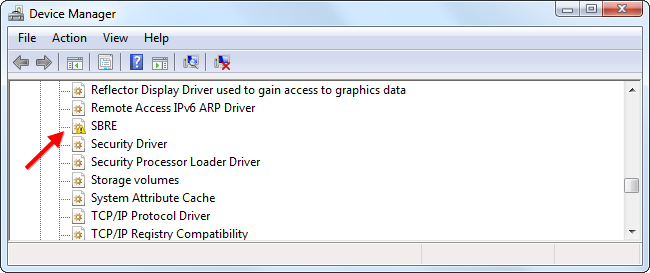 Device Manager
File Action View Help
Reflector Display Driver used to gain access to graphics data
Remote Access IPv6 ARP Driver
SBRE
Security Driver
Security Processor Loader Driver
Storage volumes
System Attribute Cache
TCP/IP Protocol Driver
TCP/IP Registry Compatibility